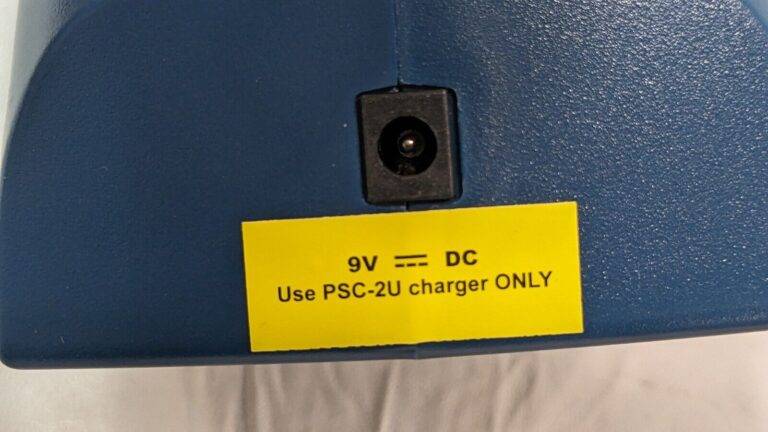 9V ⎓ DC
Use PSC-2U charger ONLY